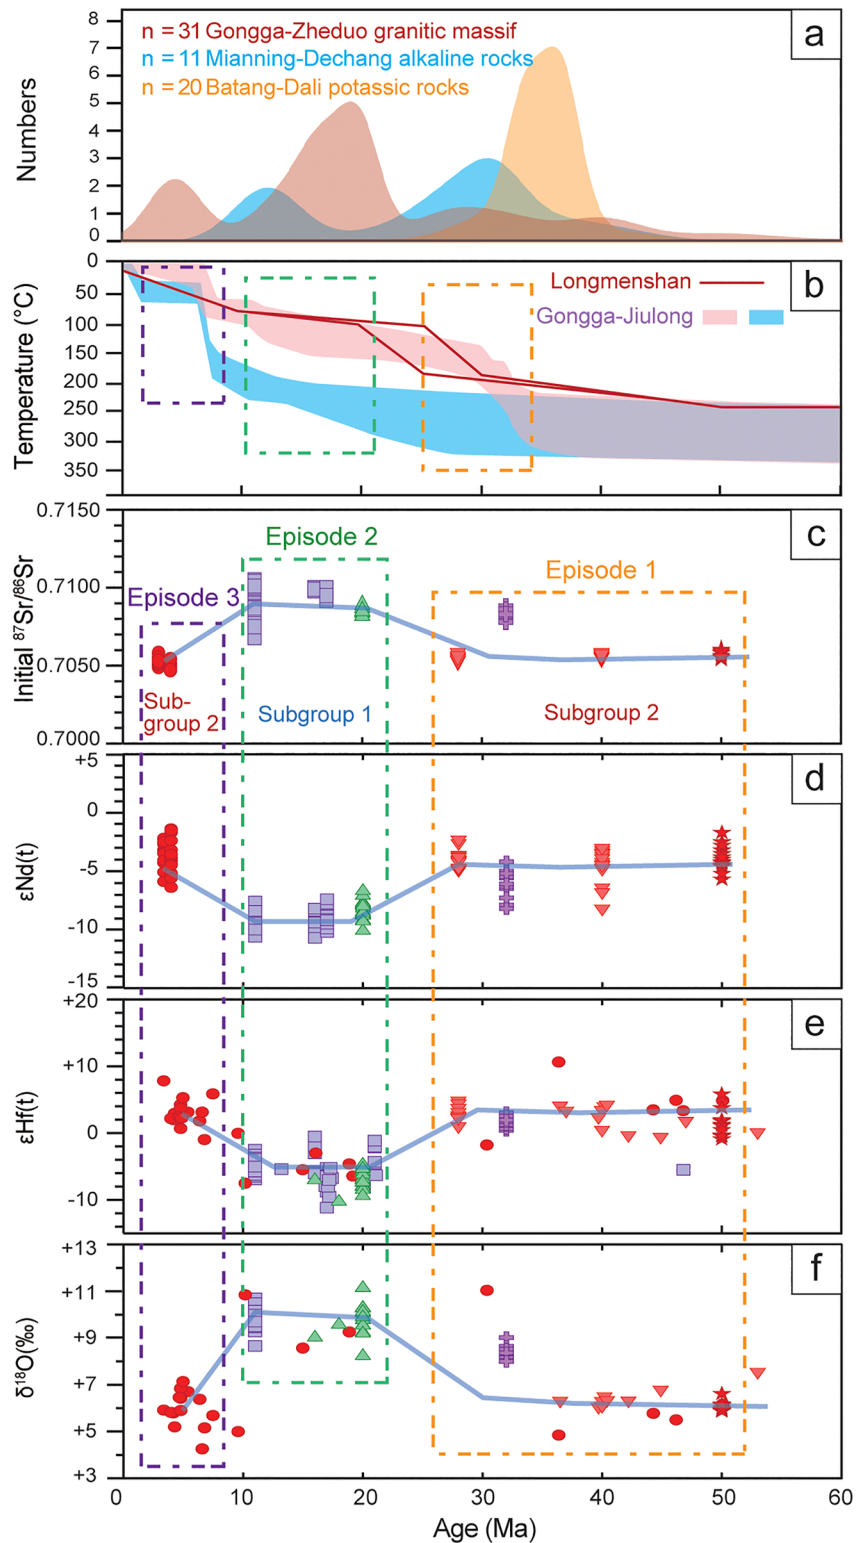 a
n = 31 Gongga-Zheduo granitic massif
n = 11 Mianning-Dechang alkaline rocks
n = 20 Batang-Dali potassic rocks
Numbers
8
7
6
5
4
3
2
1
0
b
Longmenshan
Gongga-Jiulong
Temperature (°C)
0
50
100
150
200
250
300
350
c
Initial ⁸⁷Sr/⁸⁶Sr
0.7150
0.7100
0.7050
0.7000
Episode 2
Episode 1
Episode 3
Sub-
group 2
Subgroup 1
Subgroup 2
d
εNd(t)
+5
0
-5
-10
-15
e
εHf(t)
+20
+10
0
-10
f
δ¹⁸O(‰)
+13
+11
+9
+7
+5
+3
0 10 20 30 40 50 60
Age (Ma)